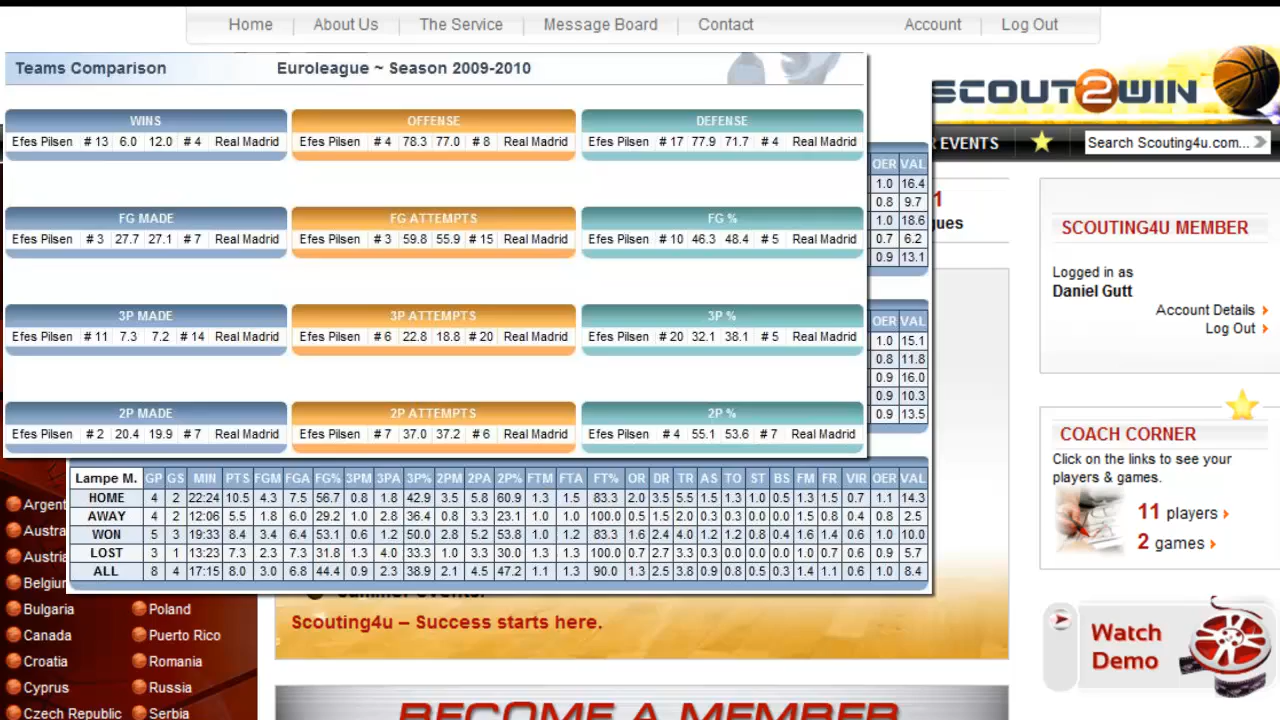 Home About Us The Service Message Board Contact Account Log Out
Teams Comparison Euroleague ~ Season 2009-2010
SCOUT2WIN
WINS OFFENSE DEFENSE
Efes Pilsen # 13 6.0 12.0 # 4 Real Madrid Efes Pilsen # 4 78.3 77.0 # 8 Real Madrid Efes Pilsen # 17 77.9 71.7 # 4 Real Madrid
EVENTS Search Scouting4u.com...
OER VAL
1.0 16.4
0.8 9.7
1.0 18.6
0.7 6.2
0.9 13.1
FG MADE FG ATTEMPTS FG %
Efes Pilsen # 3 27.7 27.1 # 7 Real Madrid Efes Pilsen # 3 59.8 55.9 # 15 Real Madrid Efes Pilsen # 10 46.3 48.4 # 5 Real Madrid
1
gues
SCOUTING4U MEMBER
Logged in as
Daniel Gutt
Account Details
Log Out
3P MADE 3P ATTEMPTS 3P %
Efes Pilsen # 11 7.3 7.2 # 14 Real Madrid Efes Pilsen # 6 22.8 18.8 # 20 Real Madrid Efes Pilsen # 20 32.1 38.1 # 5 Real Madrid
OER VAL
1.0 15.1
0.8 11.8
0.9 16.0
0.9 10.3
0.9 13.5
2P MADE 2P ATTEMPTS 2P %
Efes Pilsen # 2 20.4 19.9 # 7 Real Madrid Efes Pilsen # 7 37.0 37.2 # 6 Real Madrid Efes Pilsen # 4 55.1 53.6 # 7 Real Madrid
COACH CORNER
Click on the links to see your
players & games.
11 players
2 games
Lampe M. GP GS MIN PTS FGM FGA FG% 3PM 3PA 3P% 2PM 2PA 2P% FTM FTA FT% OR DR TR AS TO ST BS FM FR VIR OER VAL
HOME 4 2 22:24 10.5 4.3 7.5 56.7 0.8 1.8 42.9 3.5 5.8 60.9 1.3 1.5 83.3 2.0 3.5 5.5 1.5 1.3 1.0 0.5 1.3 1.5 0.7 1.1 14.3
AWAY 4 2 12:06 5.5 1.8 6.0 29.2 1.0 2.8 36.4 0.8 3.3 23.1 1.0 1.0 100.0 0.5 1.5 2.0 0.3 0.3 0.0 0.0 1.5 0.8 0.4 0.8 2.5
WON 5 3 19:33 8.4 3.4 6.4 53.1 0.6 1.2 50.0 2.8 5.2 53.8 1.0 1.2 83.3 1.6 2.4 4.0 1.2 1.2 0.8 0.4 1.6 1.4 0.6 1.0 10.0
LOST 3 1 13:23 7.3 2.3 7.3 31.8 1.3 4.0 33.3 1.0 3.3 30.0 1.3 1.3 100.0 0.7 2.7 3.3 0.3 0.0 0.0 0.0 1.0 0.7 0.6 0.9 5.7
ALL 8 4 17:15 8.0 3.0 6.8 44.4 0.9 2.3 38.9 2.1 4.5 47.2 1.1 1.3 90.0 1.3 2.5 3.8 0.9 0.8 0.5 0.3 1.4 1.1 0.6 1.0 8.4
Argent
Austra
Austria
Belgium
Bulgaria Poland
Canada Puerto Rico
Croatia Romania
Cyprus Russia
Czech Republic Serbia
Summer events.
Scouting4u – Success starts here.
Watch
Demo
BECOME A MEMBER